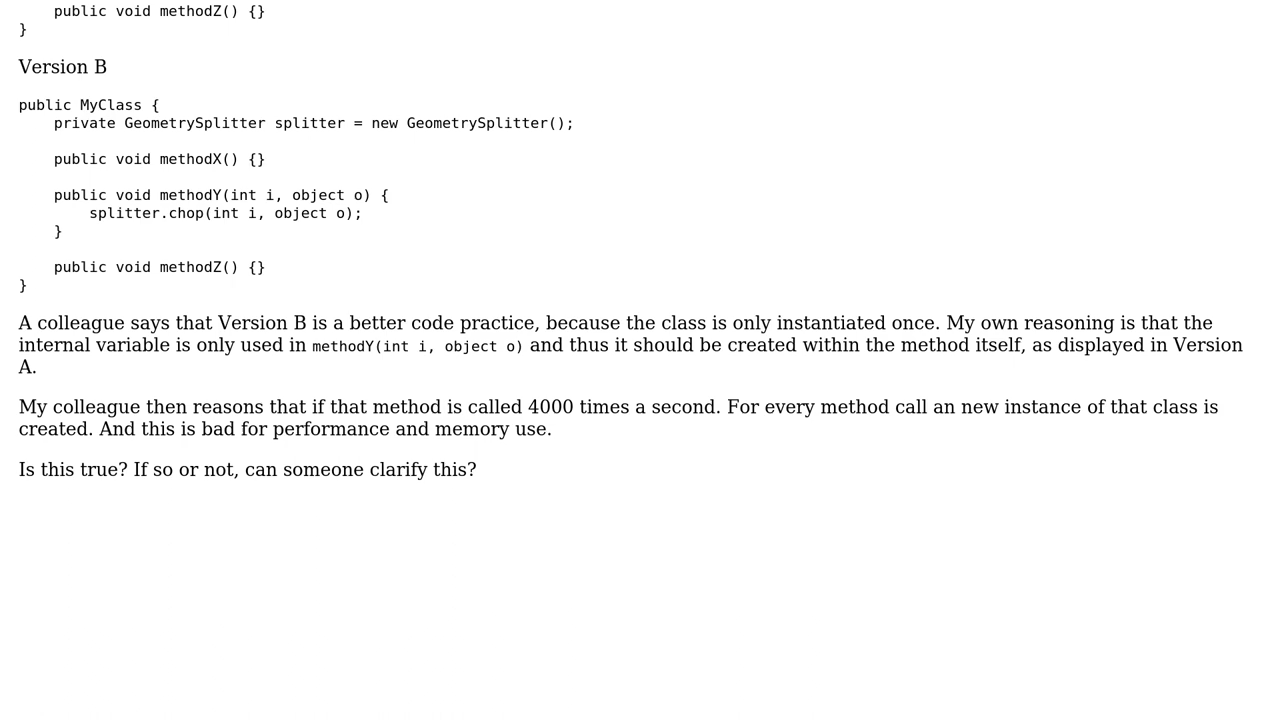 public void methodZ() {}
}
Version B
public MyClass {
private GeometrySplitter splitter = new GeometrySplitter();
public void methodX() {}
public void methodY(int i, object o) {
splitter.chop(int i, object o);
}
public void methodZ() {}
}
A colleague says that Version B is a better code practice, because the class is only instantiated once. My own reasoning is that the
internal variable is only used in methodY(int i, object o) and thus it should be created within the method itself, as displayed in Version
A.
My colleague then reasons that if that method is called 4000 times a second. For every method call an new instance of that class is
created. And this is bad for performance and memory use.
Is this true? If so or not, can someone clarify this?